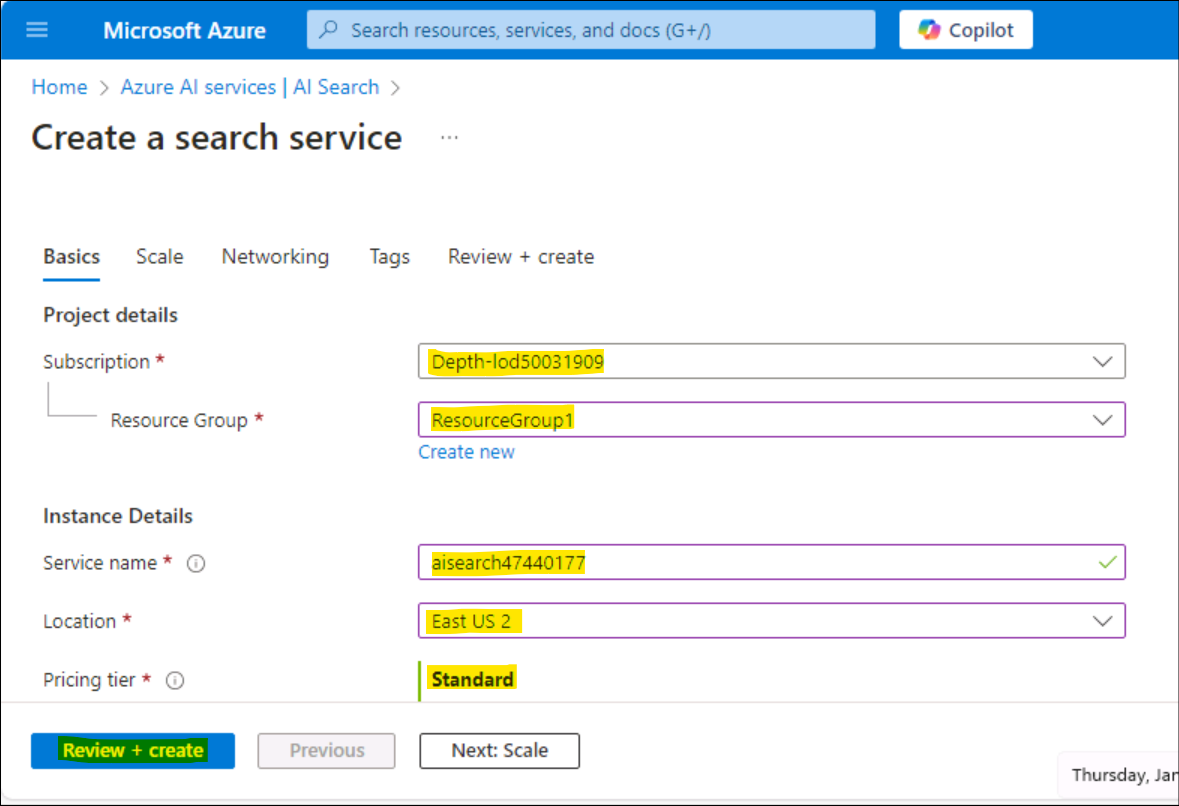 Microsoft Azure
Search resources, services, and docs (G+/)
Copilot
Home > Azure AI services | AI Search >
Create a search service ...
Basics Scale Networking Tags Review + create
Project details
Subscription * Depth-lod50031909
Resource Group * ResourceGroup1
Create new
Instance Details
Service name * aisearch47440177
Location * East US 2
Pricing tier * Standard
Review + create Previous Next: Scale
Thursday, Jan